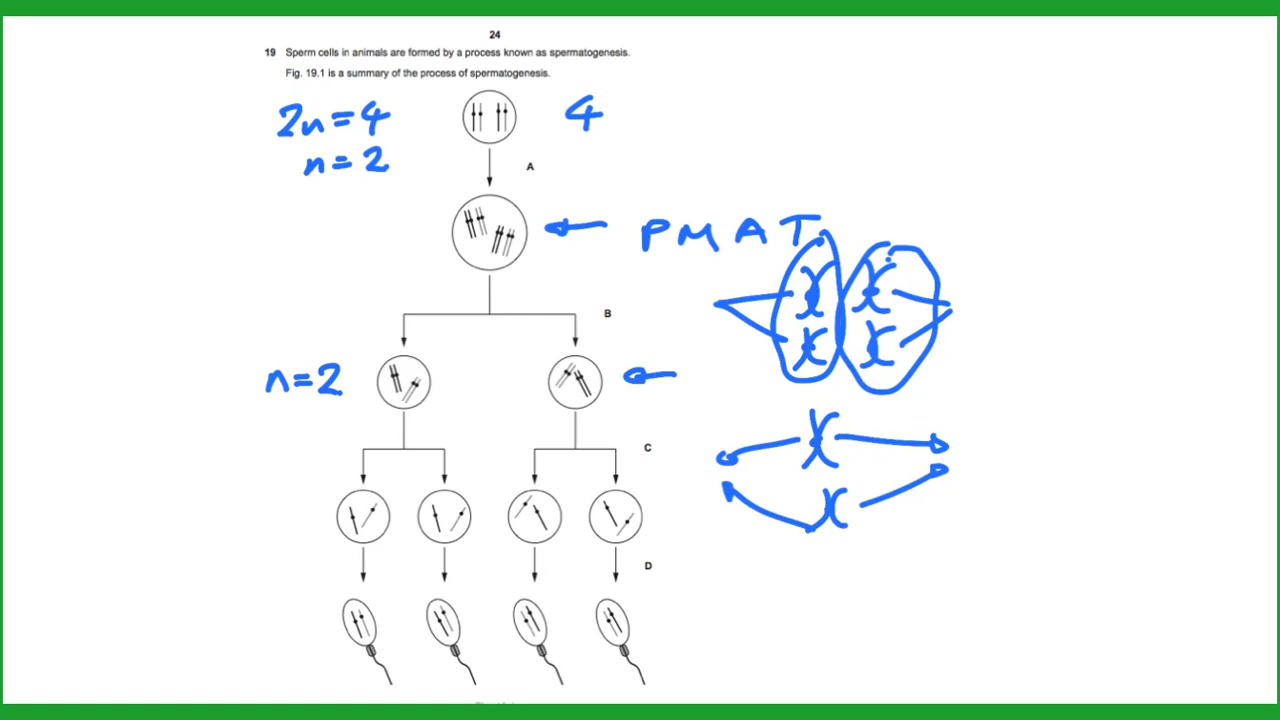 24
19 Sperm cells in animals are formed by a process known as spermatogenesis.
Fig. 19.1 is a summary of the process of spermatogenesis.
2n=4
4
n=2
A
PMAT
B
n=2
C
D